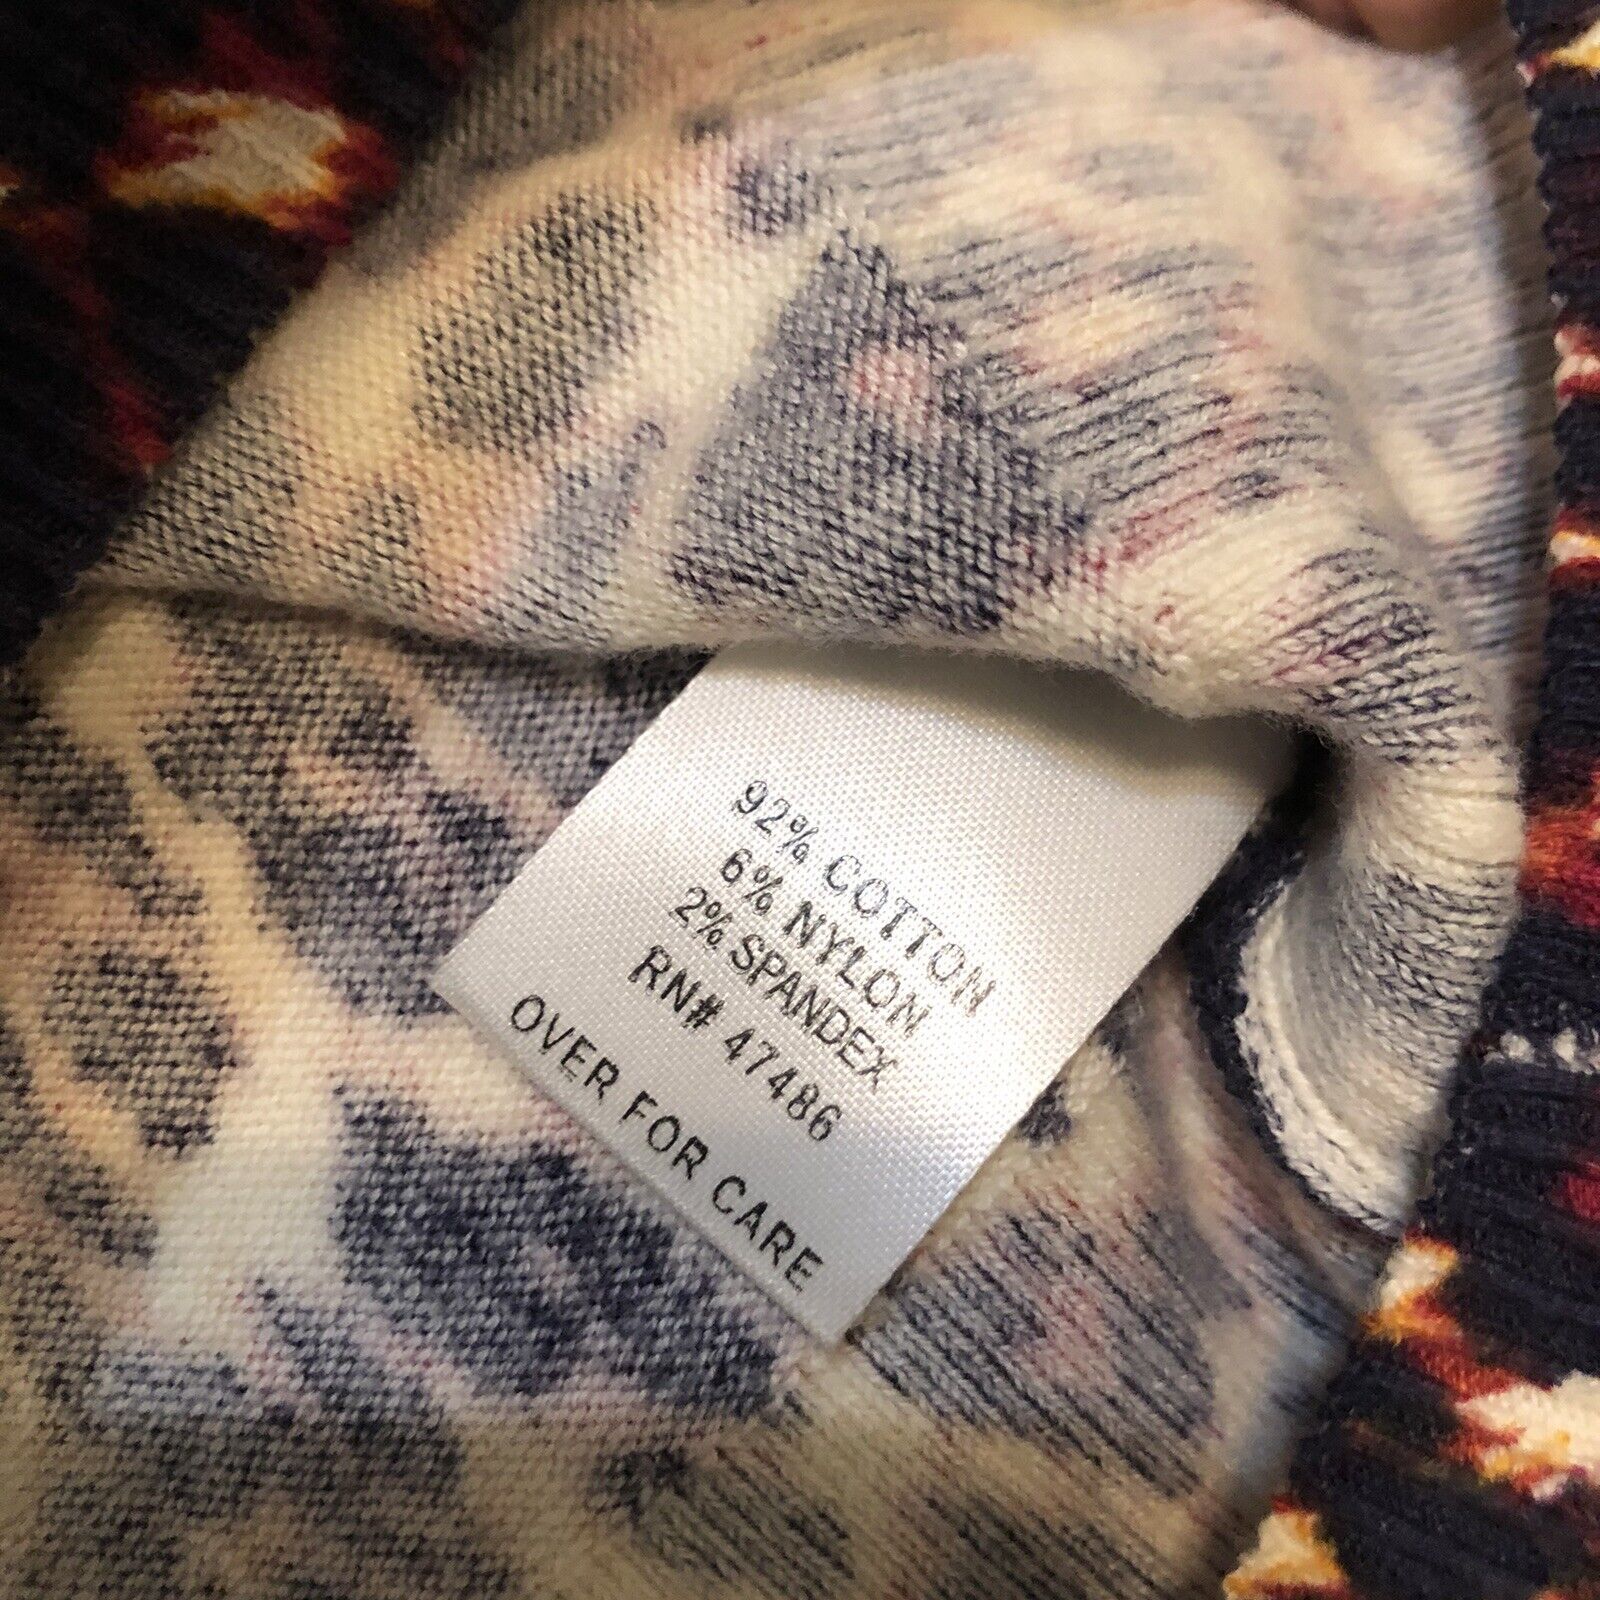 92% COTTON
6% NYLON
2% SPANDEX
RN# 47486
OVER FOR CARE